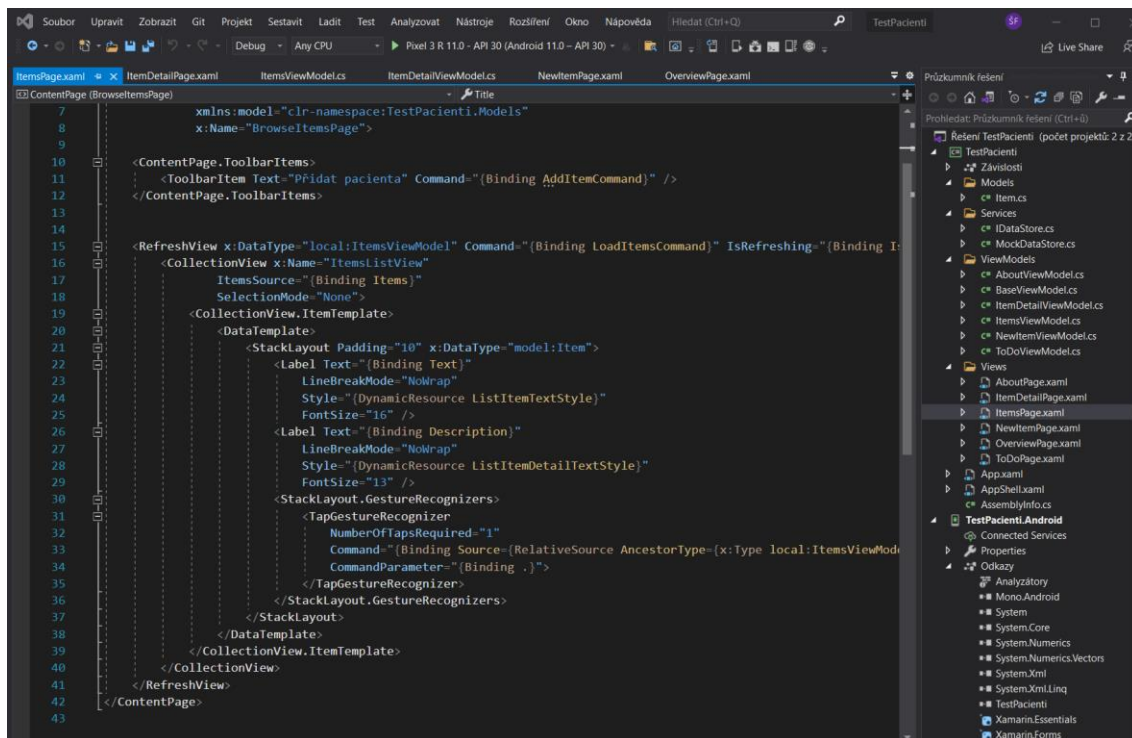 Soubor Upravit Zobrazit Git Projekt Sestavit Ladit Test Analyzovat Nástroje Rozšíření Okno Nápověda Hledat (Ctrl+Q) TestPacienti ŠF
Debug Any CPU Pixel 3 R 11.0 - API 30 (Android 11.0 – API 30) Live Share
ItemsPage.xaml ItemDetailPage.xaml ItemsViewModel.cs ItemDetailViewModel.cs NewItemPage.xaml OverviewPage.xaml
ContentPage (BrowseItemsPage) Title
7 xmlns:model="clr-namespace:TestPacienti.Models"
8 x:Name="BrowseItemsPage">
9
10 <ContentPage.ToolbarItems>
11 <ToolbarItem Text="Přidat pacienta" Command="{Binding AddItemCommand}" />
12 </ContentPage.ToolbarItems>
13
14
15 <RefreshView x:DataType="local:ItemsViewModel" Command="{Binding LoadItemsCommand}" IsRefreshing="{Binding Is
16 <CollectionView x:Name="ItemsListView"
17 ItemsSource="{Binding Items}"
18 SelectionMode="None">
19 <CollectionView.ItemTemplate>
20 <DataTemplate>
21 <StackLayout Padding="10" x:DataType="model:Item">
22 <Label Text="{Binding Text}"
23 LineBreakMode="NoWrap"
24 Style="{DynamicResource ListItemTextStyle}"
25 FontSize="16" />
26 <Label Text="{Binding Description}"
27 LineBreakMode="NoWrap"
28 Style="{DynamicResource ListItemDetailTextStyle}"
29 FontSize="13" />
30 <StackLayout.GestureRecognizers>
31 <TapGestureRecognizer
32 NumberOfTapsRequired="1"
33 Command="{Binding Source={RelativeSource AncestorType={x:Type local:ItemsViewMode
34 CommandParameter="{Binding .}">
35 </TapGestureRecognizer>
36 </StackLayout.GestureRecognizers>
37 </StackLayout>
38 </DataTemplate>
39 </CollectionView.ItemTemplate>
40 </CollectionView>
41 </RefreshView>
42 </ContentPage>
43
Průzkumník řešení
Prohledat: Průzkumník řešení (Ctrl+ů)
Řešení TestPacienti (počet projektů: 2 z 2
TestPacienti
Závislosti
Models
Item.cs
Services
IDataStore.cs
MockDataStore.cs
ViewModels
AboutViewModel.cs
BaseViewModel.cs
ItemDetailViewModel.cs
ItemsViewModel.cs
NewItemViewModel.cs
ToDoViewModel.cs
Views
AboutPage.xaml
ItemDetailPage.xaml
ItemsPage.xaml
NewItemPage.xaml
OverviewPage.xaml
ToDoPage.xaml
App.xaml
AppShell.xaml
AssemblyInfo.cs
TestPacienti.Android
Connected Services
Properties
Odkazy
Analyzátory
Mono.Android
System
System.Core
System.Numerics
System.Numerics.Vectors
System.Xml
System.Xml.Linq
TestPacienti
Xamarin.Essentials
Xamarin.Forms